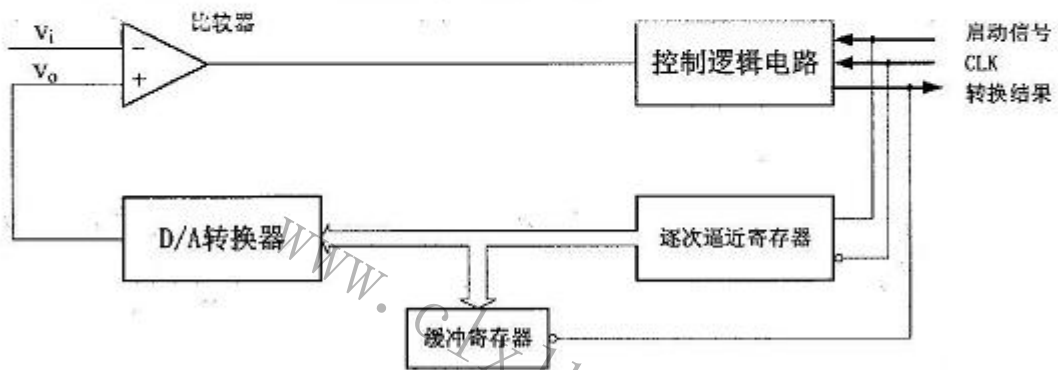 比较器
Vi
Vo
控制逻辑电路
启动信号
CLK
转换结果
D/A转换器
逐次逼近寄存器
缓冲寄存器